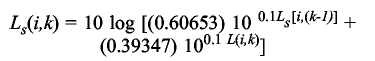 Lₛ(i,k) = 10 log [(0.60653) 10 ^0.1Lₛ[i,(k-1)] +
(0.39347) 10^0.1 L(i,k)]